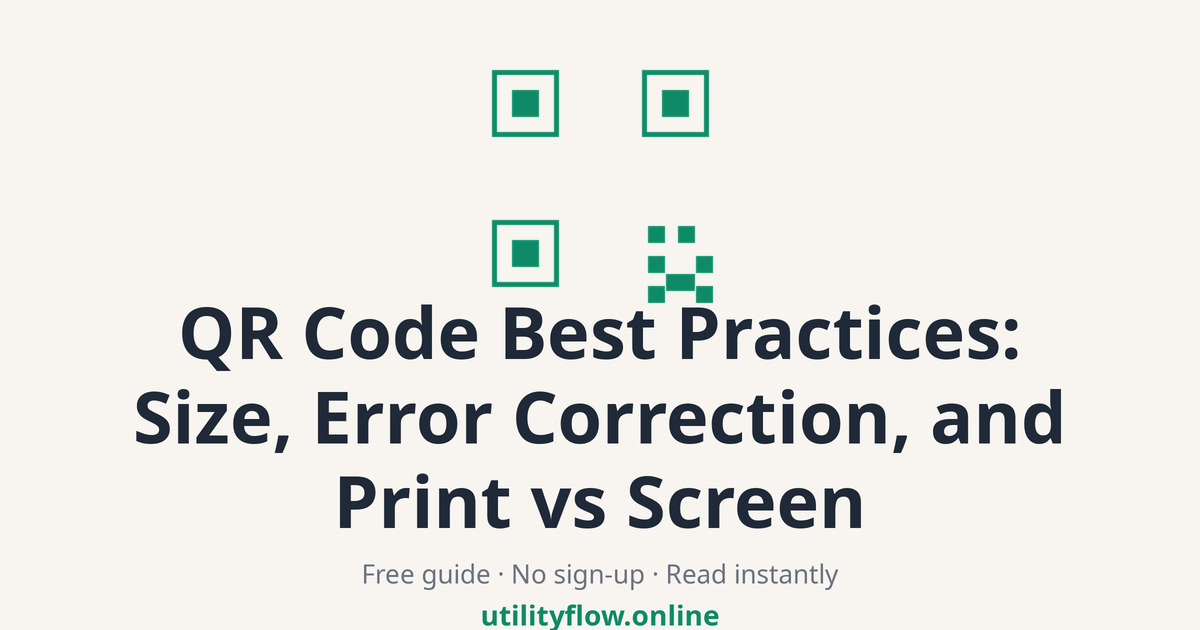 QR Code Best Practices:
Size, Error Correction, and
Print vs Screen
Free guide · No sign-up · Read instantly
utilityflow.online